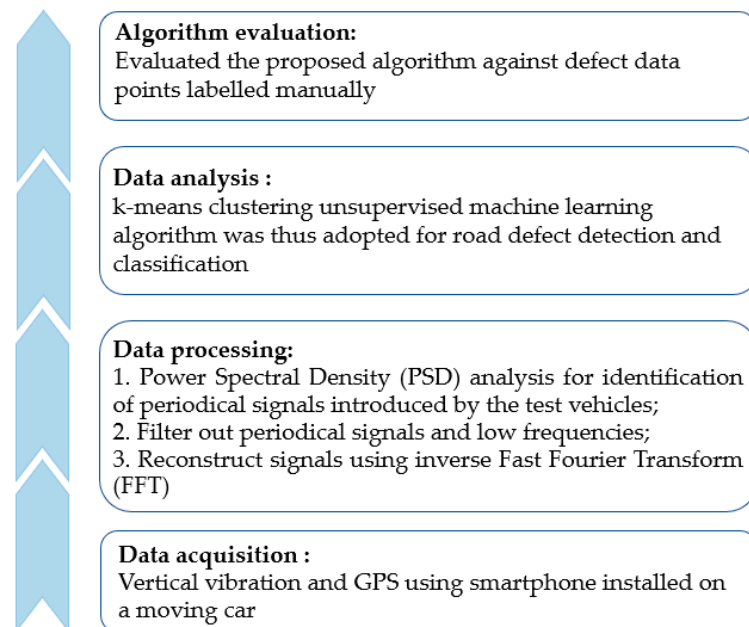 Algorithm evaluation:
Evaluated the proposed algorithm against defect data
points labelled manually
Data analysis :
k-means clustering unsupervised machine learning
algorithm was thus adopted for road defect detection and
classification
Data processing:
1. Power Spectral Density (PSD) analysis for identification
of periodical signals introduced by the test vehicles;
2. Filter out periodical signals and low frequencies;
3. Reconstruct signals using inverse Fast Fourier Transform
(FFT)
Data acquisition :
Vertical vibration and GPS using smartphone installed on
a moving car